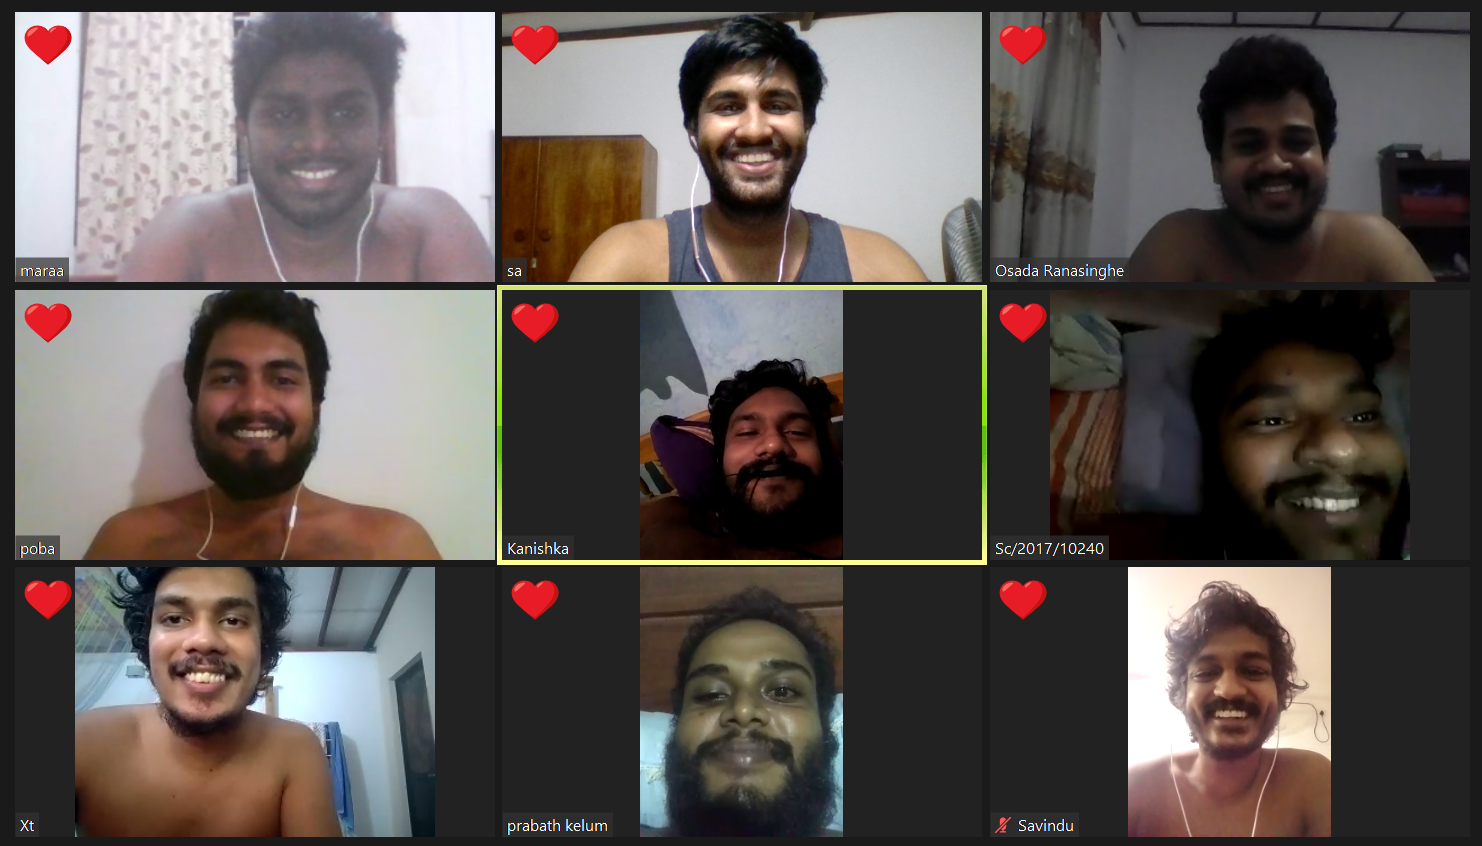 maraa
sa
Osada Ranasinghe
poba
Kanishka
Sc/2017/10240
Xt
prabath kelum
Savindu